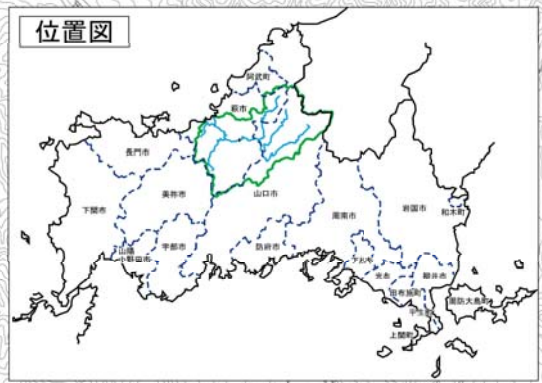 位置図
阿武町
萩市
長門市
美祢市
山口市
下関市
周南市
岩国市
和木町
山陽
小野田市
宇部市
防府市
下松市
光市
柳井市
田布施町
平生町
周防大島町
上関町